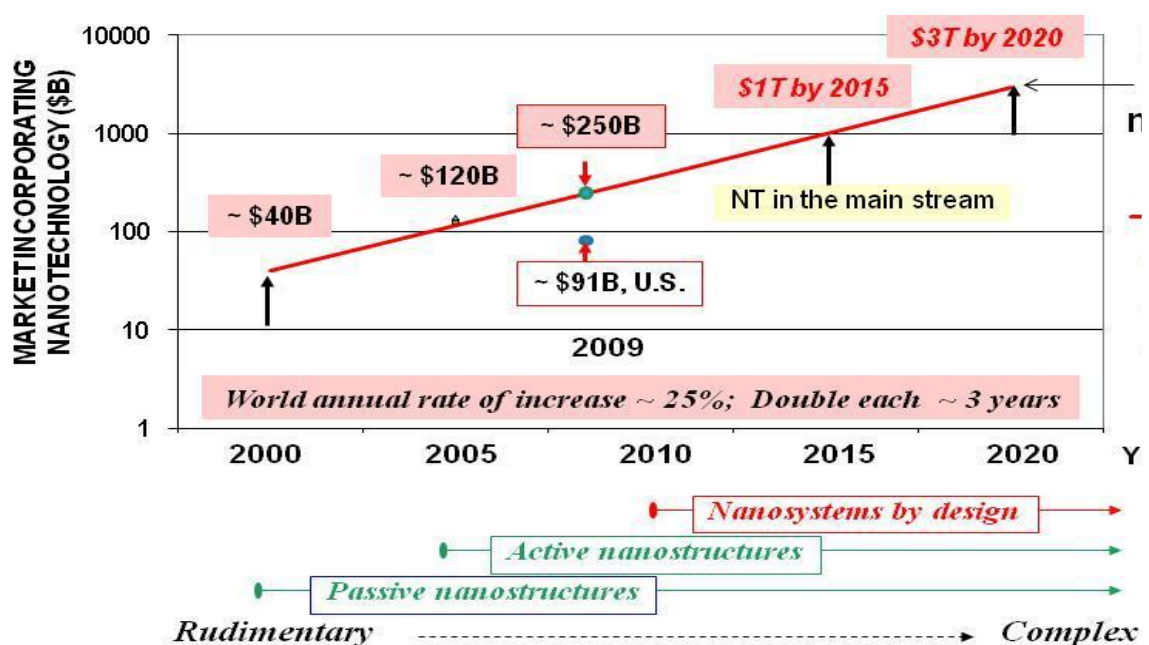 MARKETINCORPORATING
NANOTECHNOLOGY ($B)
10000
1000
100
10
1
$3T by 2020
$1T by 2015
~ $250B
~ $120B
~ $40B
NT in the main stream
~ $91B, U.S.
2009
World annual rate of increase ~ 25%; Double each ~ 3 years
2000 2005 2010 2015 2020 Y
Nanosystems by design
Active nanostructures
Passive nanostructures
Rudimentary Complex